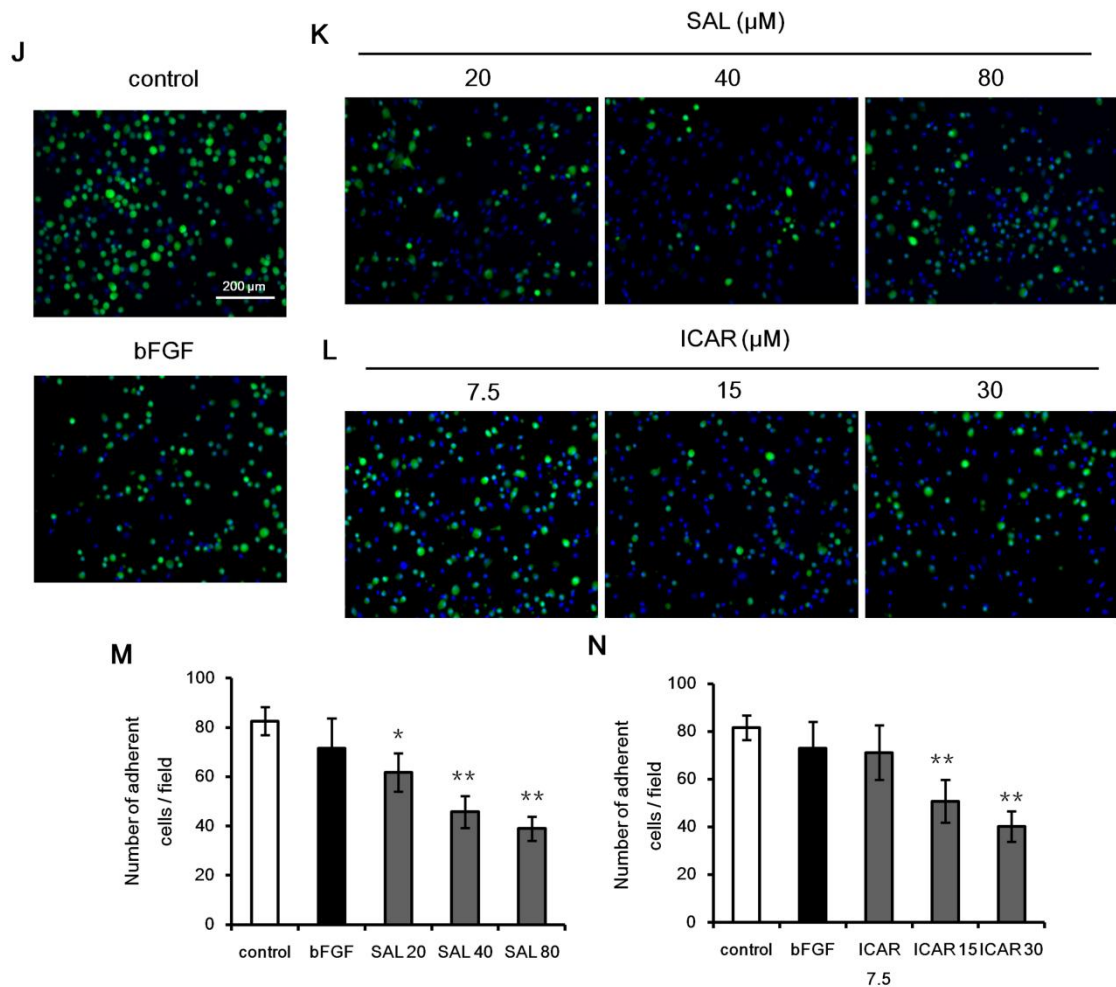 J
control
200 µm
bFGF
K
SAL (µM)
20 40 80
L
ICAR (µM)
7.5 15 30
M
Number of adherent
cells / field
100
80
60
40
20
0
* ** **
control bFGF SAL 20 SAL 40 SAL 80
N
Number of adherent
cells / field
100
80
60
40
20
0
** **
control bFGF ICAR ICAR 15 ICAR 30
7.5